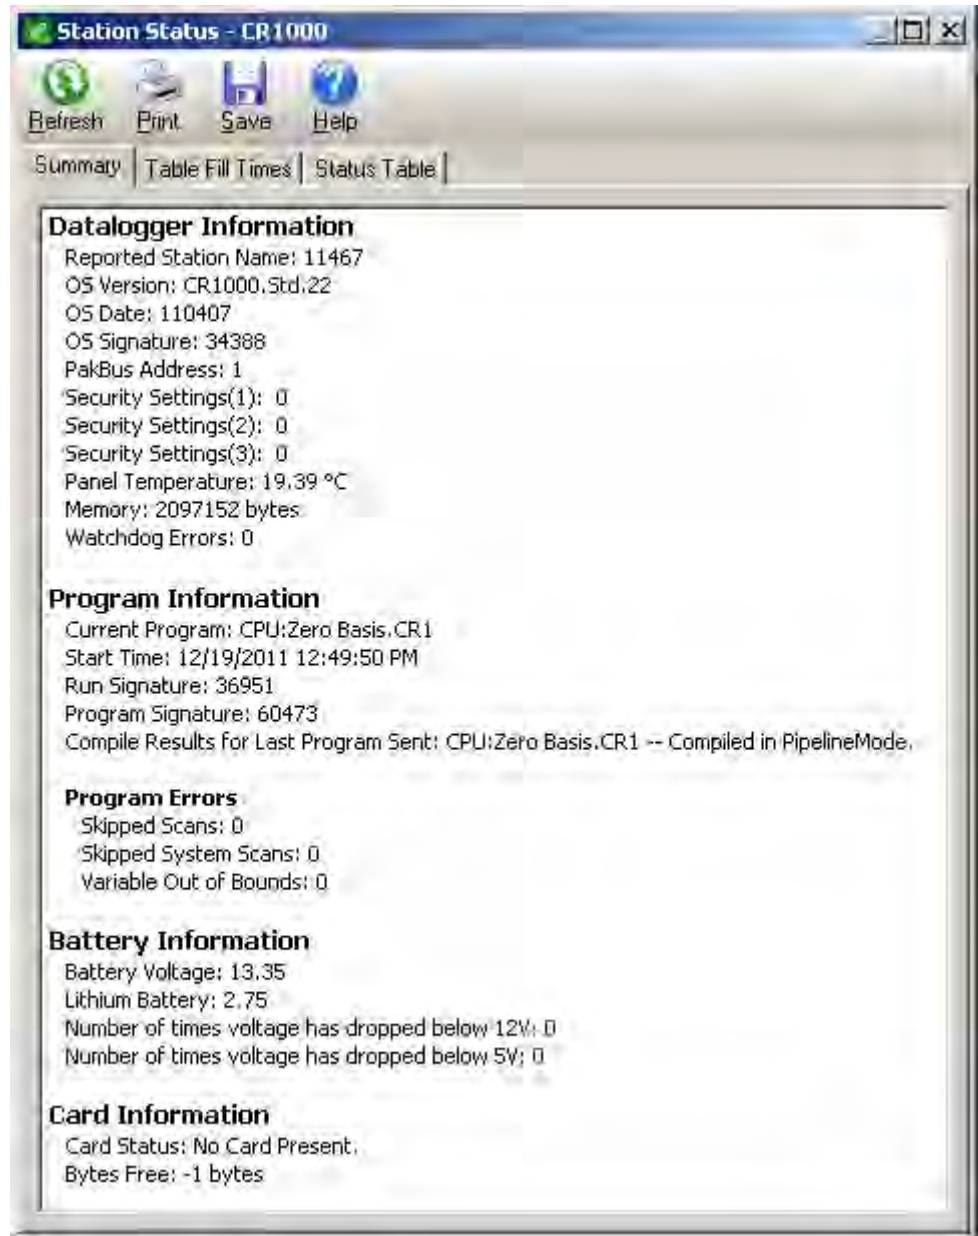 Station Status - CR1000
Refresh Print Save Help
Summary Table Fill Times Status Table
Datalogger Information
Reported Station Name: 11467
OS Version: CR1000.Std.22
OS Date: 110407
OS Signature: 34388
PakBus Address: 1
Security Settings(1): 0
Security Settings(2): 0
Security Settings(3): 0
Panel Temperature: 19.39 °C
Memory: 2097152 bytes
Watchdog Errors: 0
Program Information
Current Program: CPU:Zero Basis.CR1
Start Time: 12/19/2011 12:49:50 PM
Run Signature: 36951
Program Signature: 60473
Compile Results for Last Program Sent: CPU:Zero Basis.CR1 -- Compiled in PipelineMode.
Program Errors
Skipped Scans: 0
Skipped System Scans: 0
Variable Out of Bounds: 0
Battery Information
Battery Voltage: 13.35
Lithium Battery: 2.75
Number of times voltage has dropped below 12V: 0
Number of times voltage has dropped below 5V: 0
Card Information
Card Status: No Card Present.
Bytes Free: -1 bytes